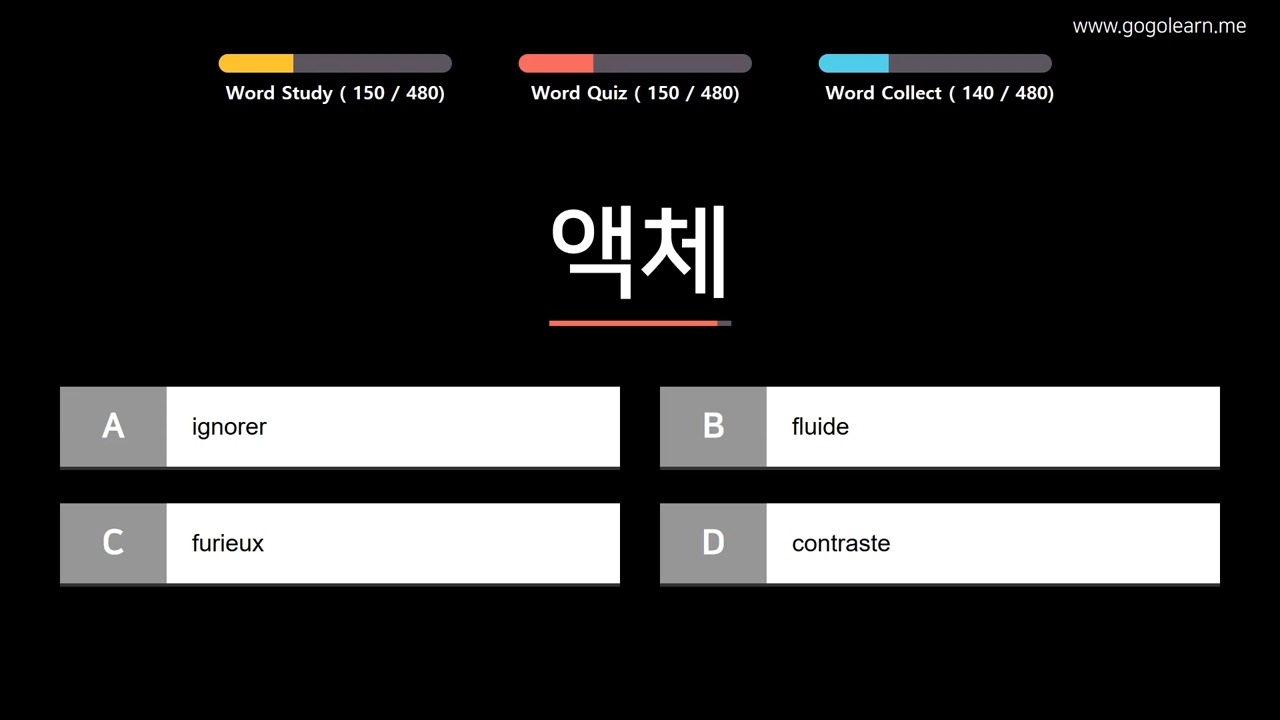 www.gogolearn.me
Word Study ( 150 / 480)
Word Quiz ( 150 / 480)
Word Collect ( 140 / 480)
액체
A ignorer
B fluide
C furieux
D contraste